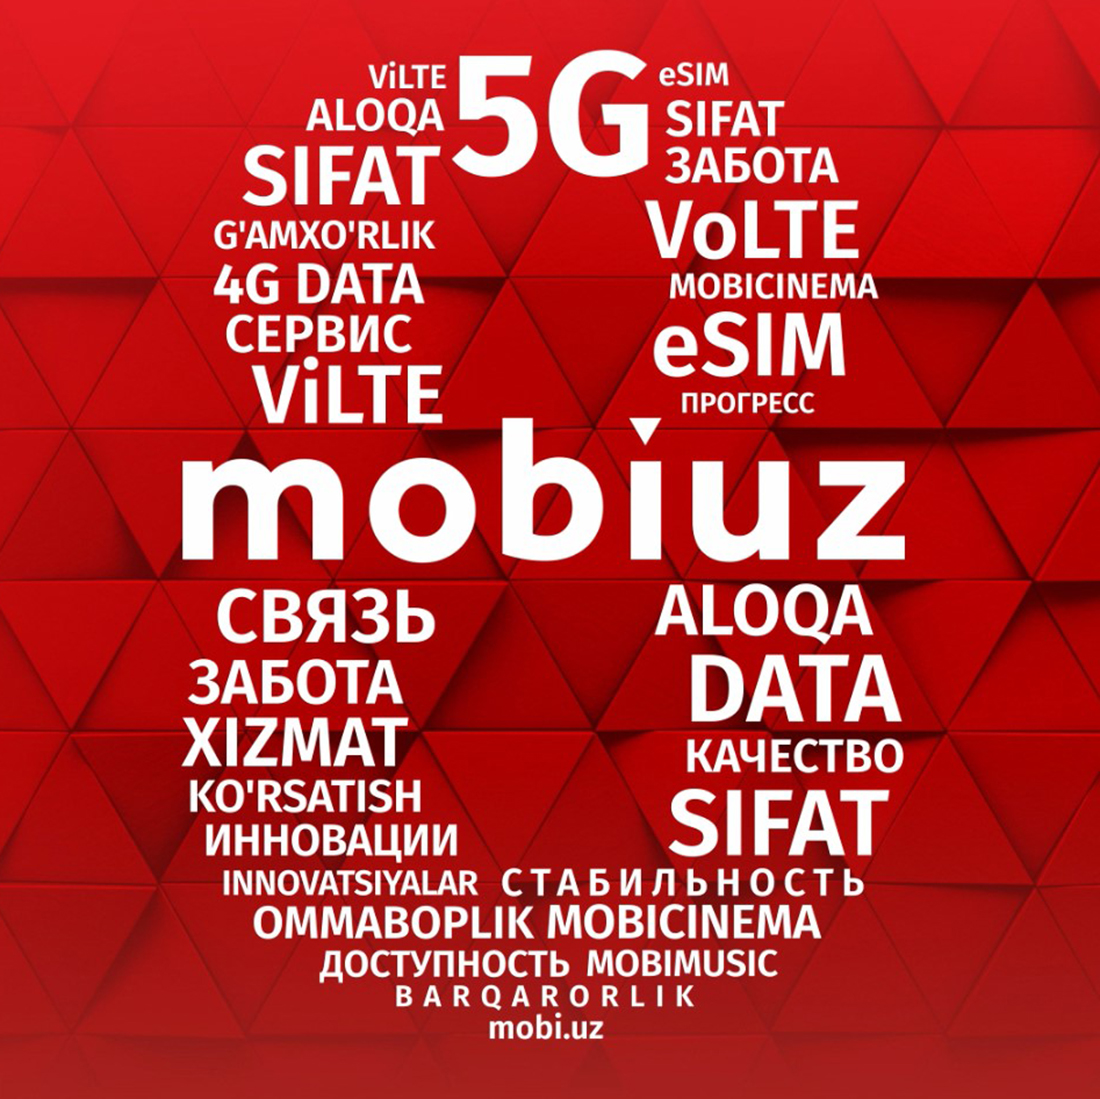 ViLTE 5G eSIM
ALOQA SIFAT
SIFAT ЗАБОТА
G'AMXO'RLIK VoLTE
4G DATA MOBICINEMA
СЕРВИС eSIM
ViLTE ПРОГРЕСС
mobiuz
СВЯЗЬ ALOQA
ЗАБОТА DATA
XIZMAT КАЧЕСТВО
KO'RSATISH SIFAT
ИННОВАЦИИ
INNOVATSIYALAR СТАБИЛЬНОСТЬ
OMMABOPLIK MOBICINEMA
ДОСТУПНОСТЬ MOBIMUSIC
BARQARORLIK
mobi.uz